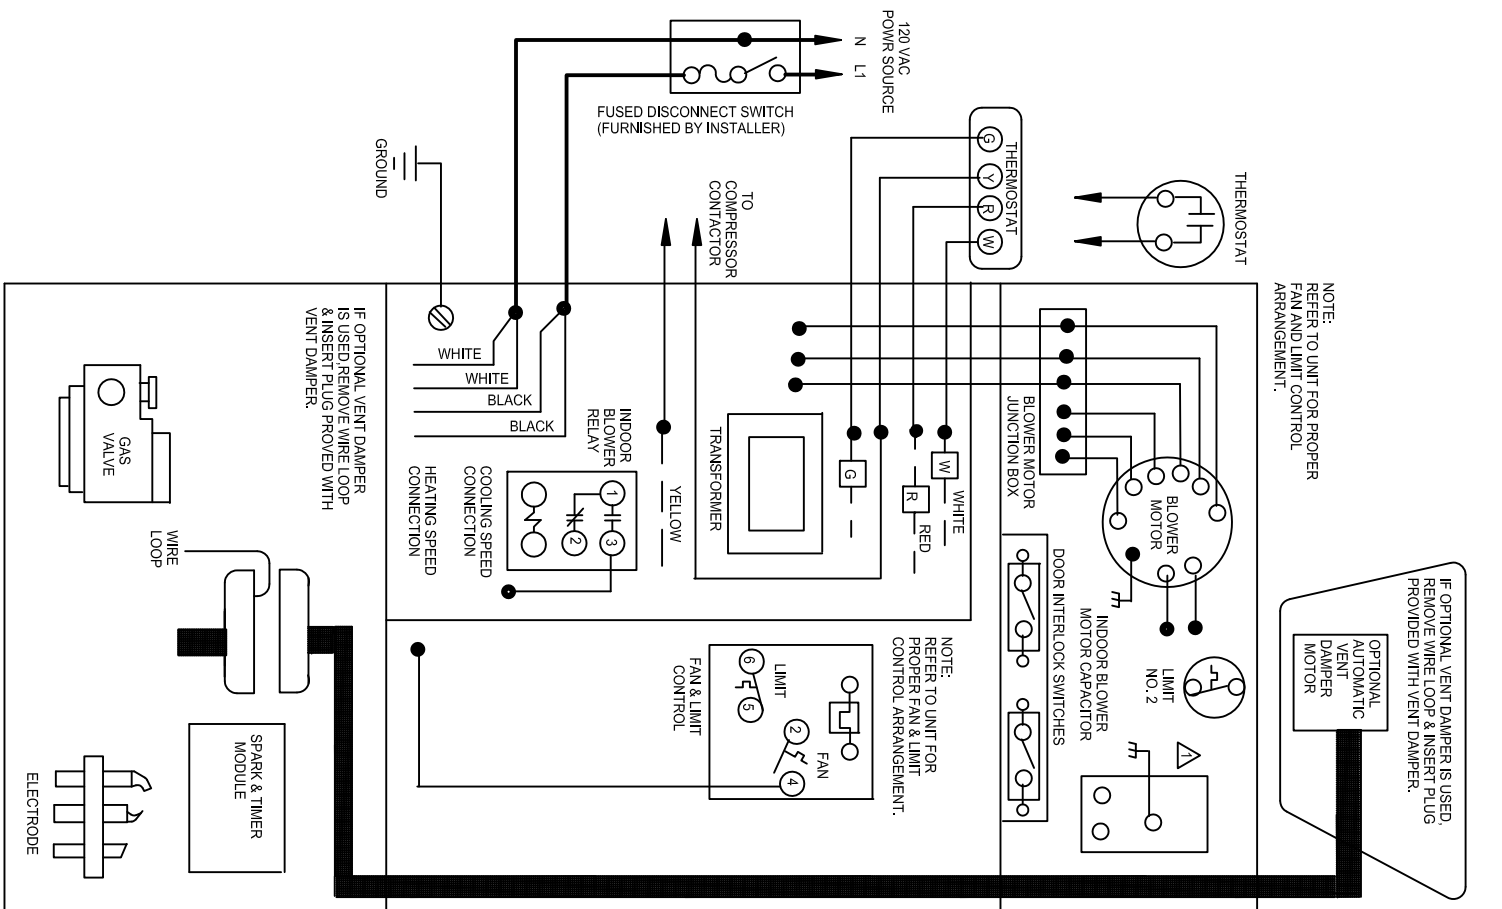 120 VAC
POWR SOURCE
N
L1
FUSED DISCONNECT SWITCH
(FURNISHED BY INSTALLER)
GROUND
TO
COMPRESSOR
CONTACTOR
THERMOSTAT
G
Y
R
W
THERMOSTAT
NOTE:
REFER TO UNIT FOR PROPER
FAN AND LIMIT CONTROL
ARRANGEMENT.
IF OPTIONAL VENT DAMPER
IS USED,REMOVE WIRE LOOP
& INSERT PLUG PROVED WITH
VENT DAMPER.
WHITE
WHITE
BLACK
BLACK
GAS
VALVE
INDOOR
BLOWER
RELAY
1
2
3
HEATING SPEED
CONNECTION
COOLING SPEED
CONNECTION
YELLOW
TRANSFORMER
G
R
W
RED
WHITE
BLOWER MOTOR
JUNCTION BOX
BLOWER
MOTOR
WIRE
LOOP
DOOR INTERLOCK SWITCHES
INDOOR BLOWER
MOTOR CAPACITOR
LIMIT
NO. 2
1
IF OPTIONAL VENT DAMPER IS USED,
REMOVE WIRE LOOP & INSERT PLUG
PROVIDED WITH VENT DAMPER.
OPTIONAL
AUTOMATIC
VENT
DAMPER
MOTOR
NOTE:
REFER TO UNIT FOR
PROPER FAN & LIMIT
CONTROL ARRANGEMENT.
FAN & LIMIT
CONTROL
LIMIT
6
5
FAN
2
4
SPARK & TIMER
MODULE
ELECTRODE